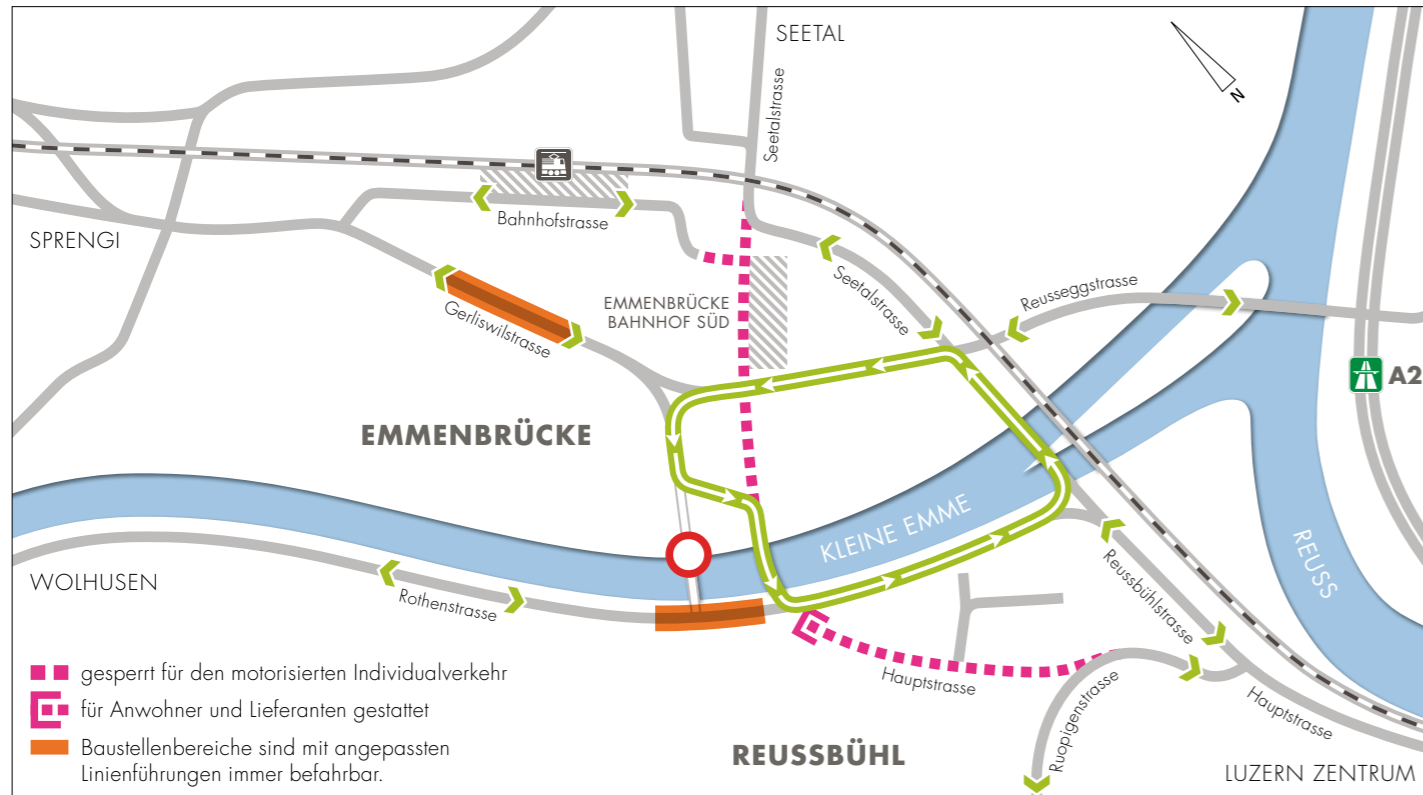 SEETAL
Seetalstrasse
N
Bahnhofstrasse
SPRENGI
EMMENBRÜCKE
BAHNHOF SÜD
Seetalstrasse
Reusseggstrasse
Gerliswilstrasse
A2
EMMENBRÜCKE
KLEINE EMME
REUSS
WOLHUSEN
Rothenstrasse
Reussbühlstrasse
Hauptstrasse
Ruopigenstrasse
Hauptstrasse
REUSSBÜHL
LUZERN ZENTRUM
gesperrt für den motorisierten Individualverkehr
für Anwohner und Lieferanten gestattet
Baustellenbereiche sind mit angepassten
Linienführungen immer befahrbar.